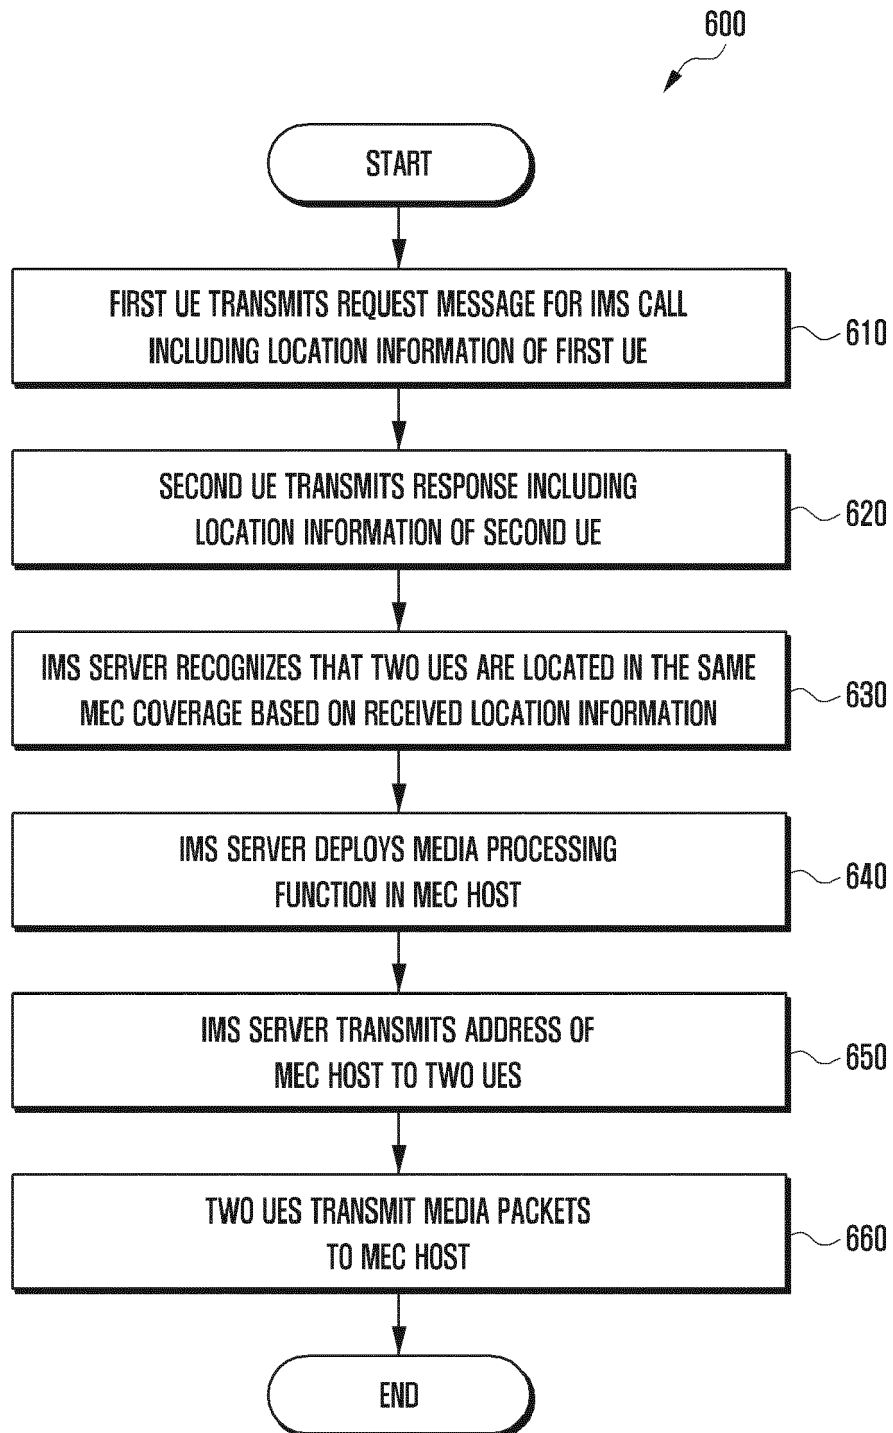 600
START
FIRST UE TRANSMITS REQUEST MESSAGE FOR IMS CALL
INCLUDING LOCATION INFORMATION OF FIRST UE
610
SECOND UE TRANSMITS RESPONSE INCLUDING
LOCATION INFORMATION OF SECOND UE
620
IMS SERVER RECOGNIZES THAT TWO UES ARE LOCATED IN THE SAME
MEC COVERAGE BASED ON RECEIVED LOCATION INFORMATION
630
IMS SERVER DEPLOYS MEDIA PROCESSING
FUNCTION IN MEC HOST
640
IMS SERVER TRANSMITS ADDRESS OF
MEC HOST TO TWO UES
650
TWO UES TRANSMIT MEDIA PACKETS
TO MEC HOST
660
END